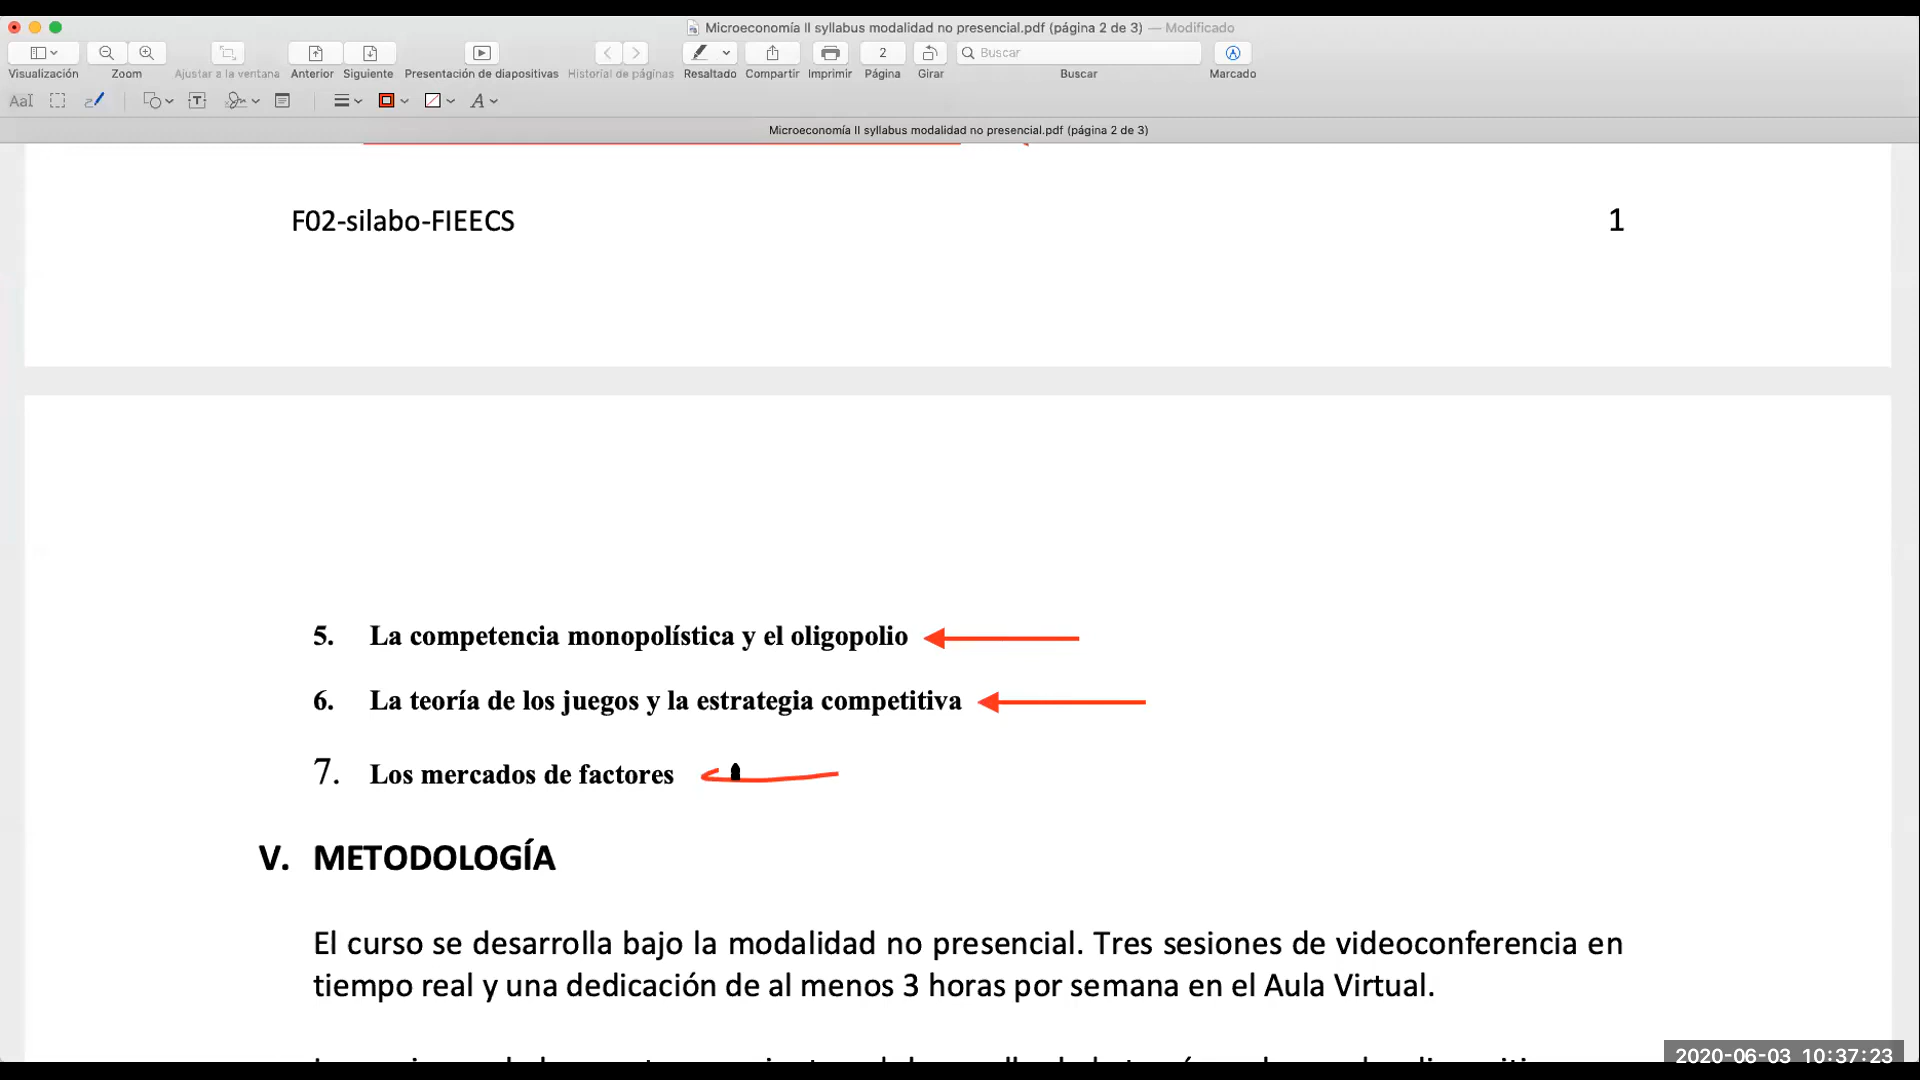 Microeconomía II syllabus modalidad no presencial.pdf (página 2 de 3) — Modificado
2
Buscar
Visualización
Zoom
Ajustar a la ventana
Anterior
Siguiente
Presentación de diapositivas
Historial de páginas
Resaltado
Compartir
Imprimir
Página
Girar
Buscar
Marcado
Microeconomía II syllabus modalidad no presencial.pdf (página 2 de 3)
F02-silabo-FIEECS 1
5. La competencia monopolística y el oligopolio
6. La teoría de los juegos y la estrategia competitiva
7. Los mercados de factores
V. METODOLOGÍA
El curso se desarrolla bajo la modalidad no presencial. Tres sesiones de videoconferencia en
tiempo real y una dedicación de al menos 3 horas por semana en el Aula Virtual.
2020-06-03 10:37:23